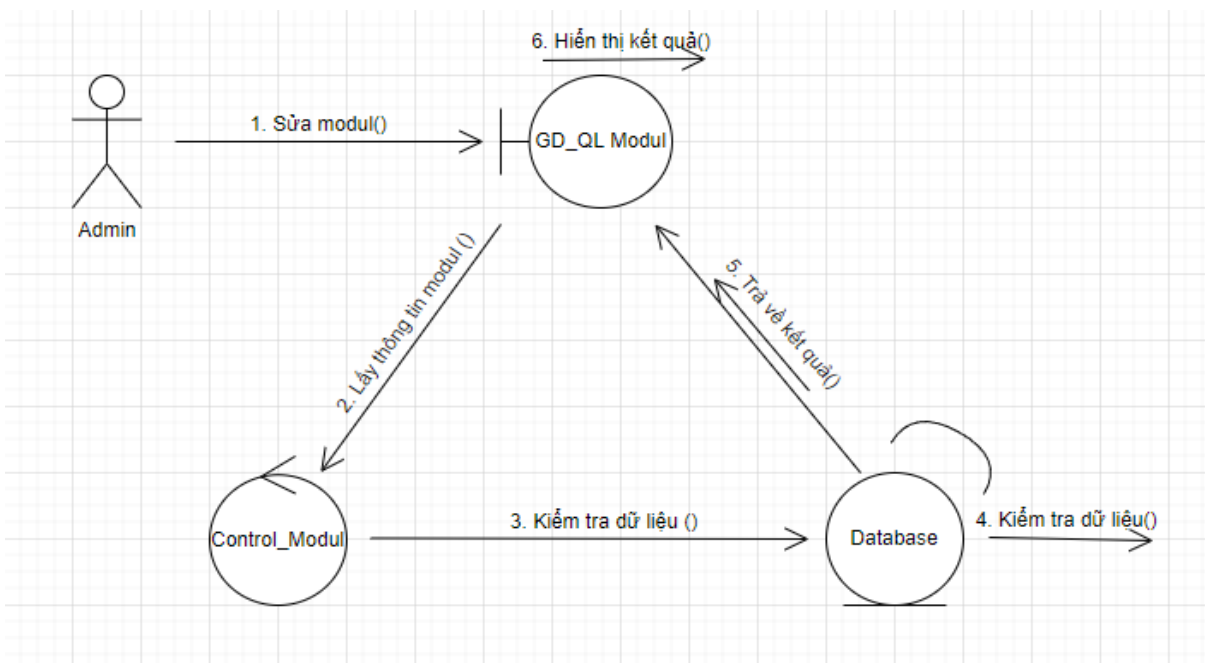 6. Hiển thị kết quả()
1. Sửa modul()
GD_QL Modul
Admin
2. Lấy thông tin modul ()
5. Trả về kết quả()
Control_Modul
3. Kiểm tra dữ liệu ()
Database
4. Kiểm tra dữ liệu()